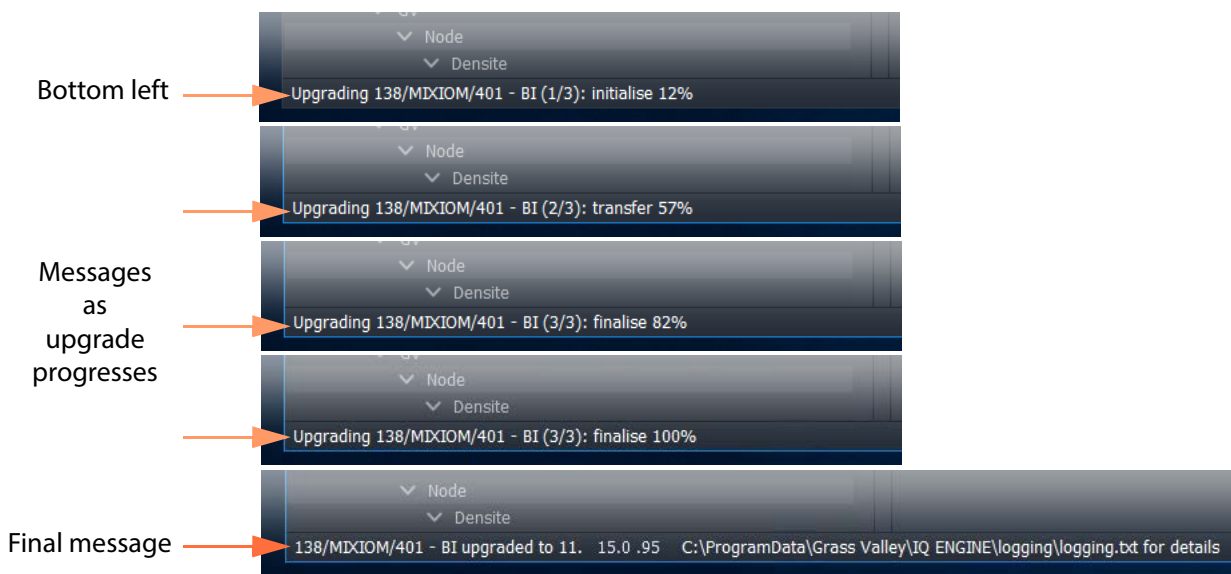 Node
Densite
Bottom left
Upgrading 138/MIXIOM/401 - BI (1/3): initialise 12%
Node
Densite
Upgrading 138/MIXIOM/401 - BI (2/3): transfer 57%
Node
Densite
Messages
as
upgrade
progresses
Upgrading 138/MIXIOM/401 - BI (3/3): finalise 82%
Node
Densite
Upgrading 138/MIXIOM/401 - BI (3/3): finalise 100%
Node
Densite
Final message
138/MIXIOM/401 - BI upgraded to 11. 15.0 .95 C:\ProgramData\Grass Valley\IQ ENGINE\logging\logging.txt for details